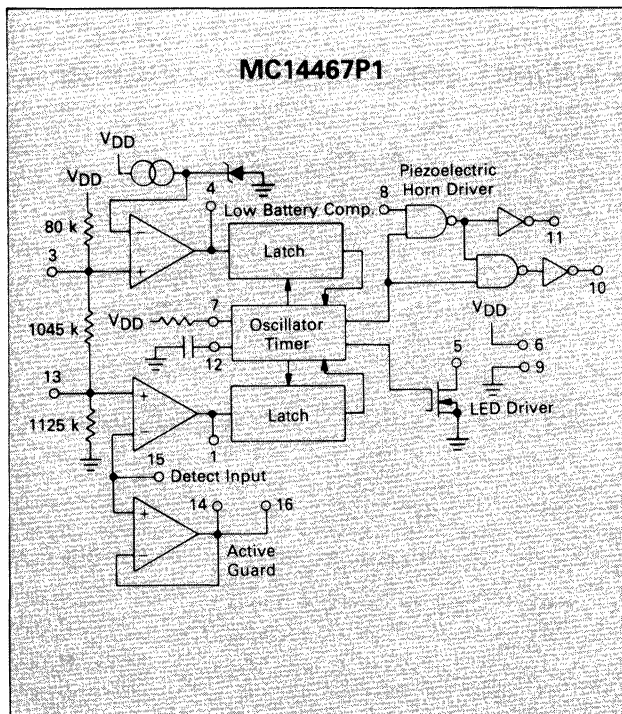 MC14467P1
VDD
VDD
80 k
3
1045 k
13
1125 k
4
Low Battery Comp.
Latch
7
VDD
Oscillator
Timer
12
Latch
1
15
Detect Input
14
16
Active
Guard
8
Piezoelectric
Horn Driver
11
10
VDD
6
9
5
LED Driver